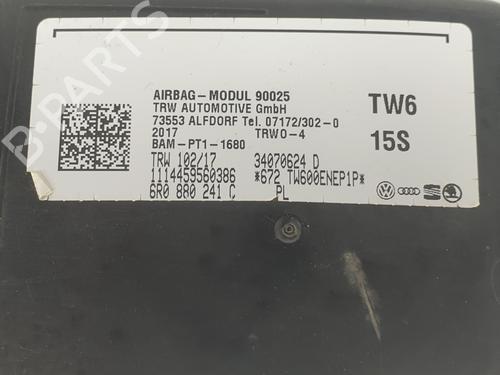 AIRBAG-MODUL 90025
TRW AUTOMOTIVE GmbH
73553 ALFDORF Tel. 07172/302-0
2017 TRWO-4
BAM-PT1-1680
TW6
15S
TRW 102/17 34070624 D
1114459560386 *672 TW600ENEP1P*
6R0 880 241 C PL
B-PARTS